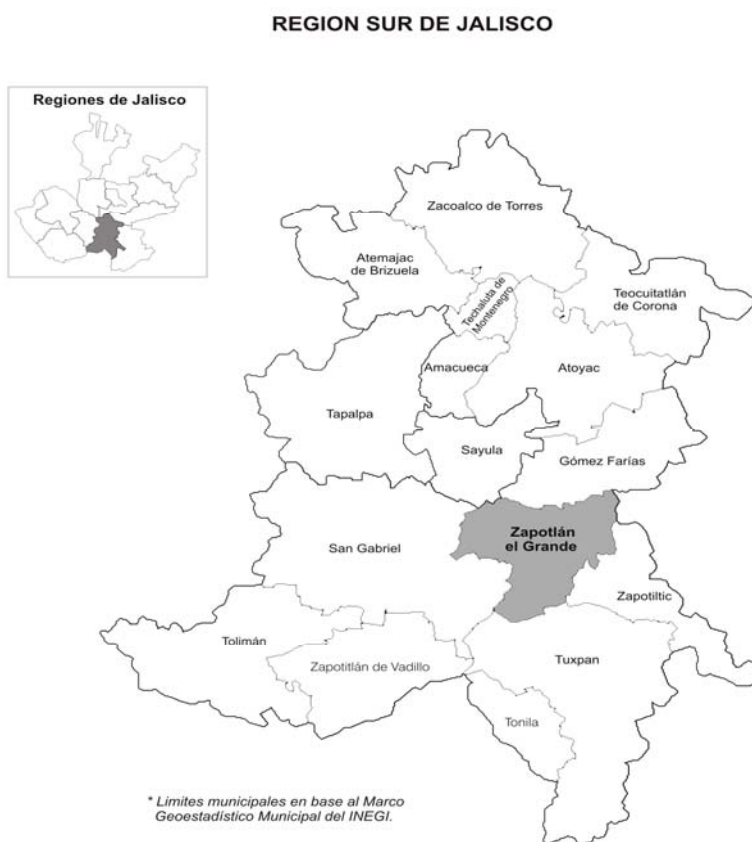 REGION SUR DE JALISCO
Regiones de Jalisco
Zacoalco de Torres
Atemajac
de Brizuela
Techaluta de
Montenegro
Teocuitatlán
de Corona
Amacueca
Atoyac
Tapalpa
Sayula
Gómez Farías
Zapotlán
el Grande
San Gabriel
Zapotiltic
Tolimán
Zapotitlán de Vadillo
Tuxpan
Tonila
* Limites municipales en base al Marco
Geoestadístico Municipal del INEGI.